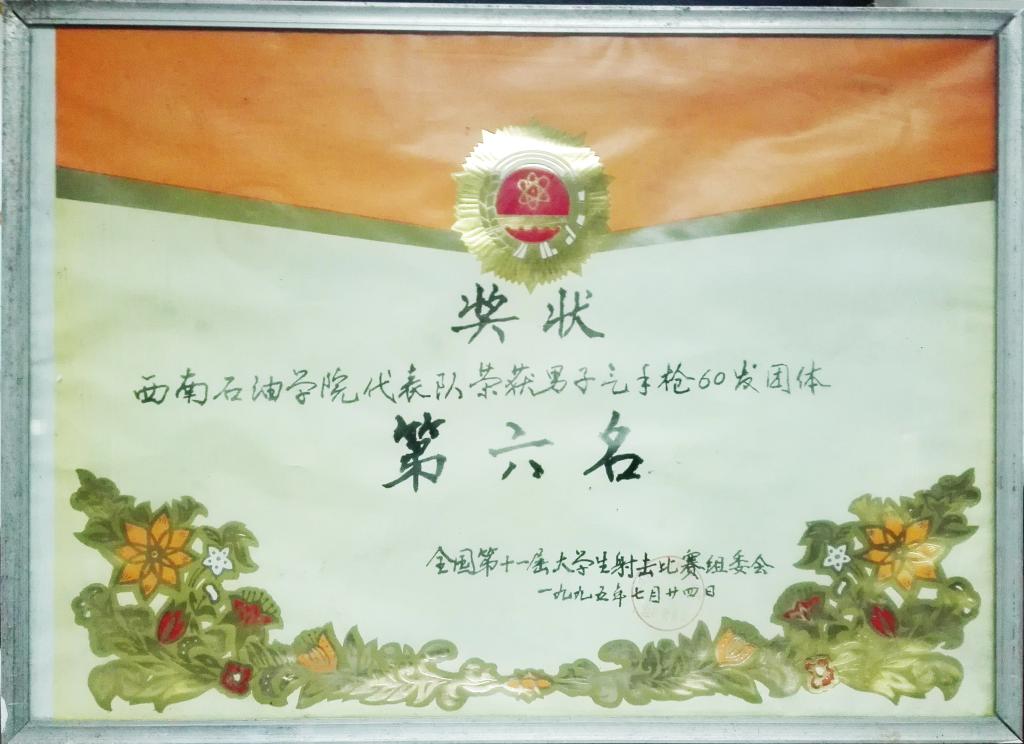 奖状
西南石油学院代表队荣获男子气手枪60发团体
第六名
全国第十一届大学生射击比赛组委会
一九九五年七月廿四日